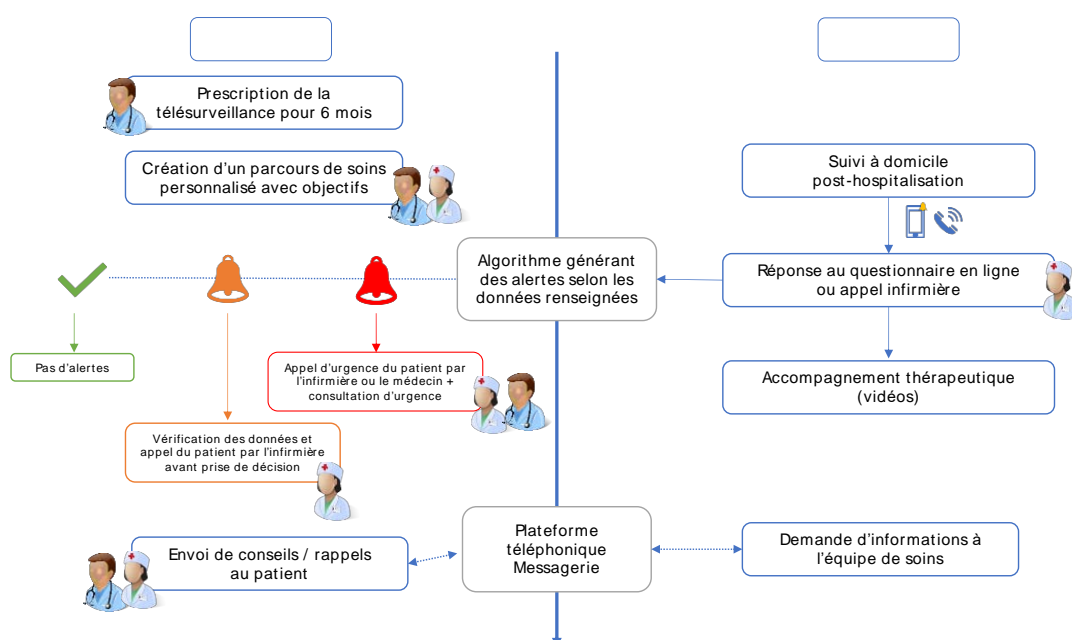 Prescription de la
télésurveillance pour 6 mois
Création d'un parcours de soins
personnalisé avec objectifs
Suivi à domicile
post-hospitalisation
Algorithme générant
des alertes selon les
données renseignées
Réponse au questionnaire en ligne
ou appel infirmière
Pas d'alertes
Appel d'urgence du patient par
l'infirmière ou le médecin +
consultation d'urgence
Accompagnement thérapeutique
(vidéos)
Vérification des données et
appel du patient par l'infirmière
avant prise de décision
Envoi de conseils / rappels
au patient
Plateforme
téléphonique
Messagerie
Demande d'informations à
l'équipe de soins